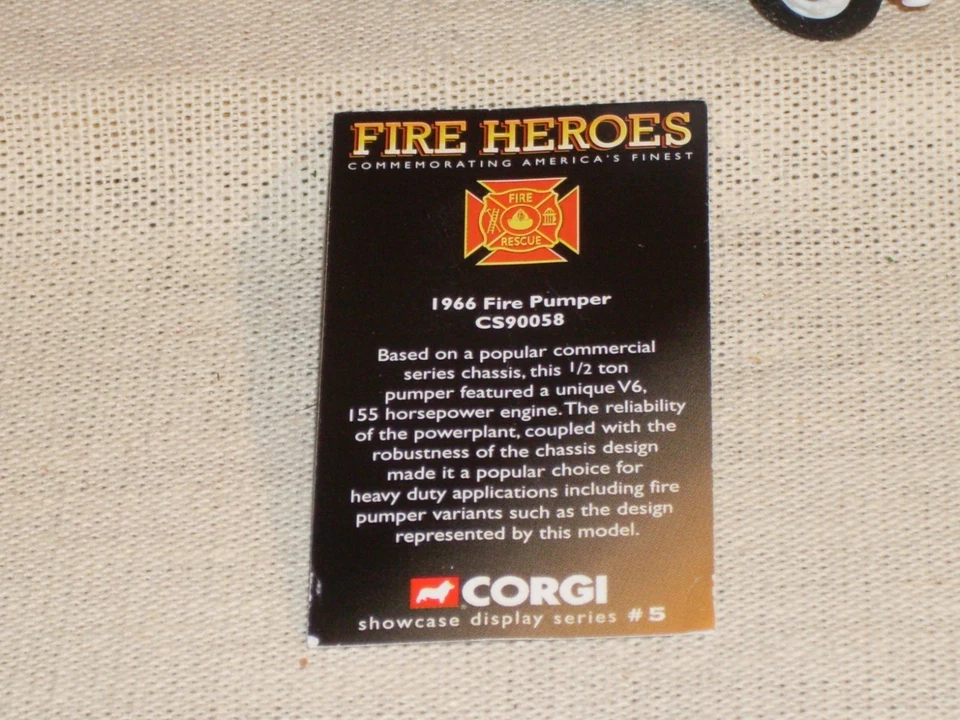 FIRE HEROES
COMMEMORATING AMERICA'S FINEST
FIRE
RESCUE
1966 Fire Pumper
CS90058
Based on a popular commercial
series chassis, this 1/2 ton
pumper featured a unique V6,
155 horsepower engine. The reliability
of the powerplant, coupled with the
robustness of the chassis design
made it a popular choice for
heavy duty applications including fire
pumper variants such as the design
represented by this model.
CORGI
showcase display series #5